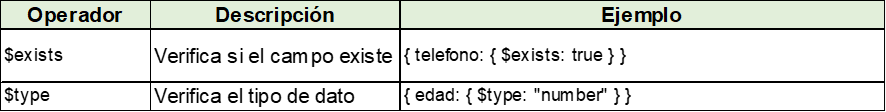 Operador Descripción Ejemplo
$exists Verifica si el campo existe { telefono: { $exists: true } }
$type Verifica el tipo de dato { edad: { $type: "number" } }